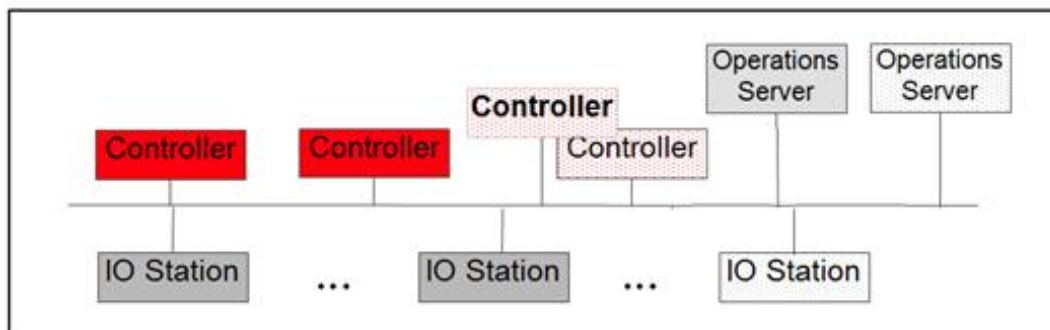 Operations
Server
Operations
Server
Controller
Controller
Controller
Controller
IO Station
...
IO Station
...
IO Station